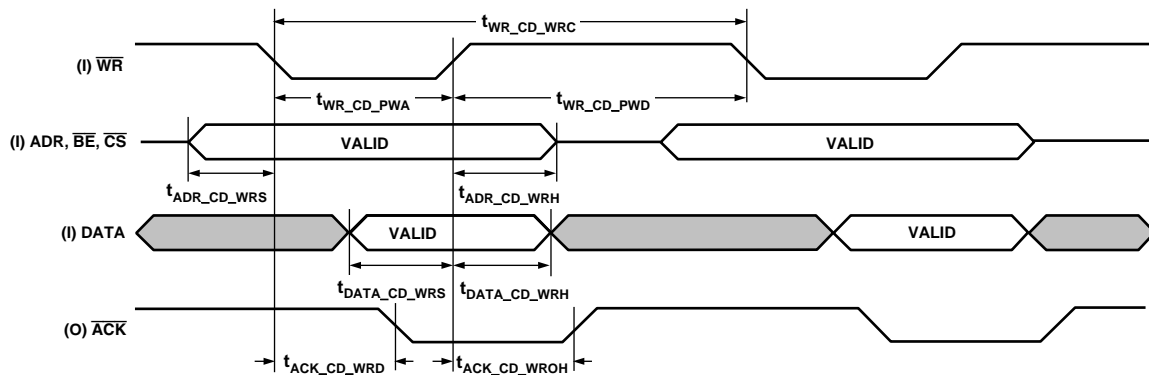 tWR_CD_WRC
(I) WR
tWR_CD_PWA tWR_CD_PWD
(I) ADR, BE, CS VALID VALID
tADR_CD_WRS tADR_CD_WRH
(I) DATA VALID VALID
tDATA_CD_WRS tDATA_CD_WRH
(O) ACK
tACK_CD_WRD tACK_CD_WROH